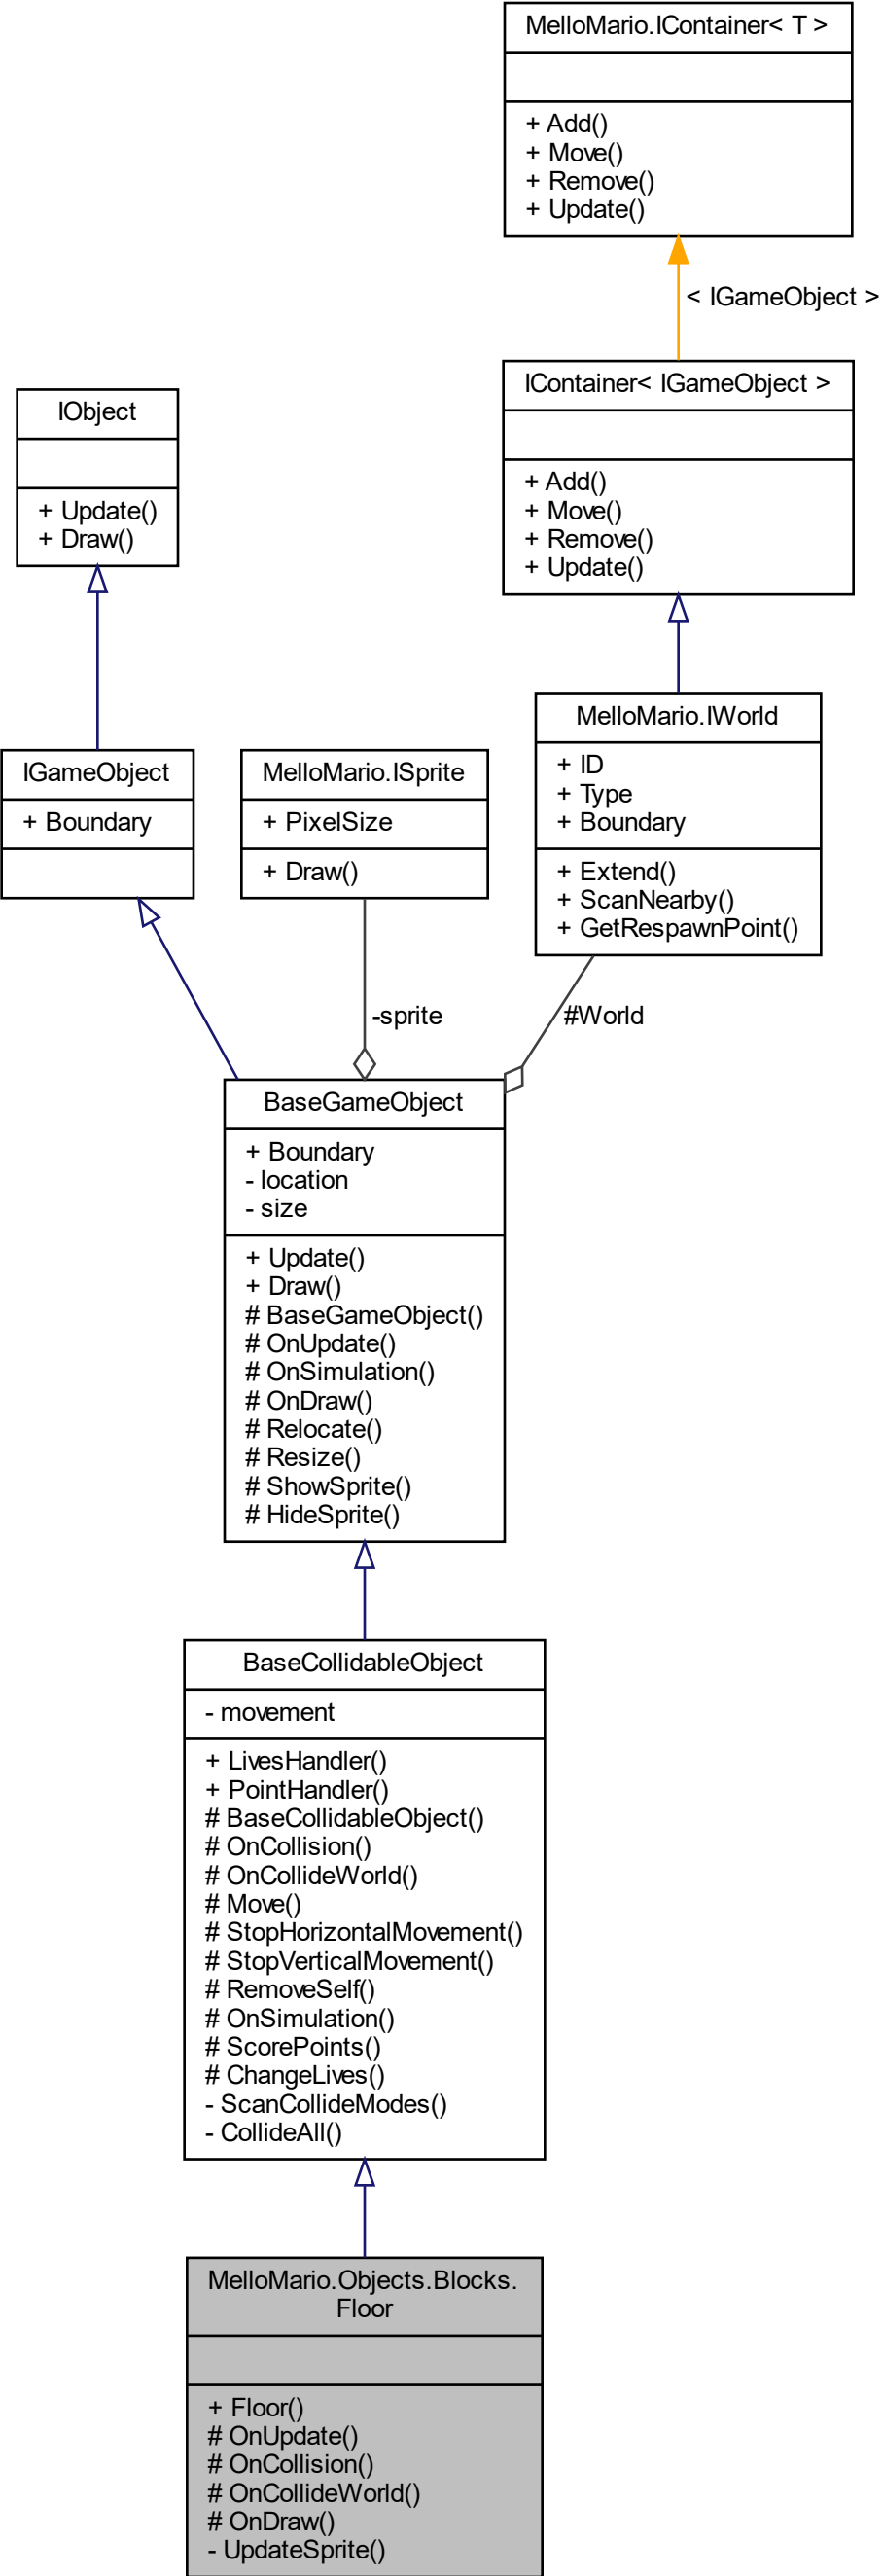 MelloMario.IContainer< T >
+ Add()
+ Move()
+ Remove()
+ Update()
< IGameObject >
IContainer< IGameObject >
+ Add()
+ Move()
+ Remove()
+ Update()
IObject
+ Update()
+ Draw()
MelloMario.IWorld
+ ID
+ Type
+ Boundary
+ Extend()
+ ScanNearby()
+ GetRespawnPoint()
IGameObject
+ Boundary
MelloMario.ISprite
+ PixelSize
+ Draw()
-sprite
#World
BaseGameObject
+ Boundary
- location
- size
+ Update()
+ Draw()
# BaseGameObject()
# OnUpdate()
# OnSimulation()
# OnDraw()
# Relocate()
# Resize()
# ShowSprite()
# HideSprite()
BaseCollidableObject
- movement
+ LivesHandler()
+ PointHandler()
# BaseCollidableObject()
# OnCollision()
# OnCollideWorld()
# Move()
# StopHorizontalMovement()
# StopVerticalMovement()
# RemoveSelf()
# OnSimulation()
# ScorePoints()
# ChangeLives()
- ScanCollideModes()
- CollideAll()
MelloMario.Objects.Blocks.
Floor
+ Floor()
# OnUpdate()
# OnCollision()
# OnCollideWorld()
# OnDraw()
- UpdateSprite()